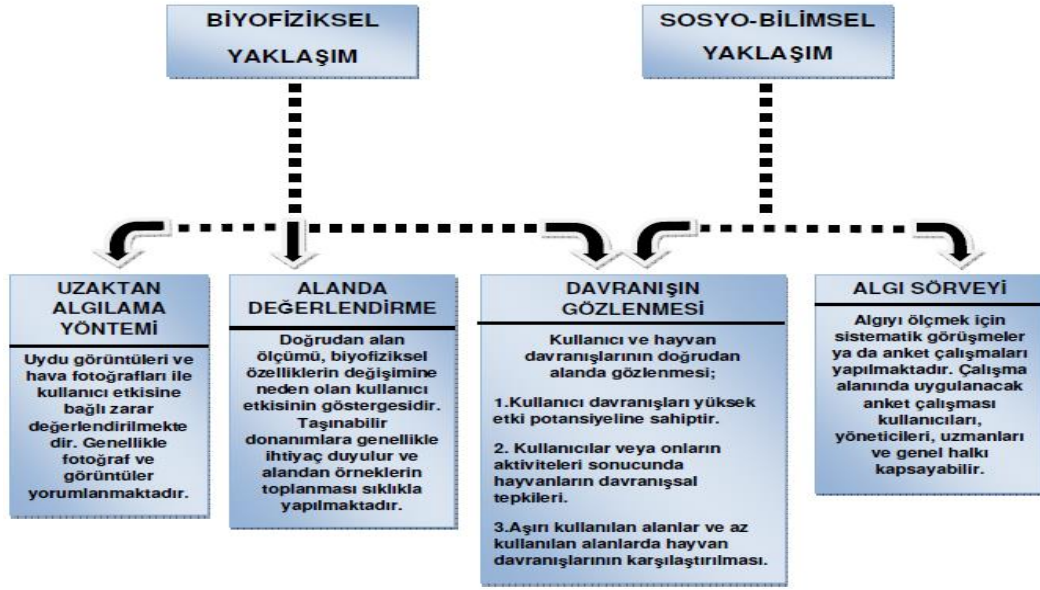 BİYOFİZİKSEL
YAKLAŞIM
SOSYO-BİLİMSEL
YAKLAŞIM
UZAKTAN
ALGILAMA
YÖNTEMİ
Uydu görüntüleri ve
hava fotoğrafları ile
kullanıcı etkisine
bağlı zarar
değerlendirilmekte
dir. Genellikle
fotoğraf ve
görüntüler
yorumlanmaktadır.
ALANDA
DEĞERLENDİRME
Doğrudan alan
ölçümü, biyofiziksel
özelliklerin değişimine
neden olan kullanıcı
etkisinin göstergesidir.
Taşınabilir
donanımlara genellikle
ihtiyaç duyulur ve
alandan örneklerin
toplanması sıklıkla
yapılmaktadır.
DAVRANIŞIN
GÖZLENMESİ
Kullanıcı ve hayvan
davranışlarının doğrudan
alanda gözlenmesi;
1.Kullanıcı davranışları yüksek
etki potansiyeline sahiptir.
2. Kullanıcılar veya onların
aktiviteleri sonucunda
hayvanların davranışsal
tepkileri.
3.Aşırı kullanılan alanlar ve az
kullanılan alanlarda hayvan
davranışlarının karşılaştırılması.
ALGI SÖRVEYİ
Algıyı ölçmek için
sistematik görüşmeler
ya da anket çalışmaları
yapılmaktadır. Çalışma
alanında uygulanacak
anket çalışması
kullanıcıları,
yöneticileri, uzmanları
ve genel halkı
kapsayabilir.